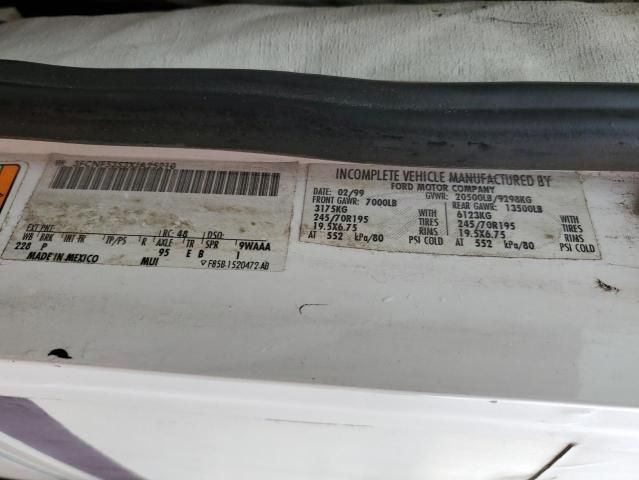 EXT PNT RC: 48 DSO:
WB BRK INT TR TP/PS R AXLE TR SPR 9WAAA
228 P 95 E B 1
MADE IN MEXICO MUI F85B-1520472-AB
INCOMPLETE VEHICLE MANUFACTURED BY
FORD MOTOR COMPANY
DATE: 02/99 GVWR: 20500LB/9298KG
FRONT GAWR: 7000LB REAR GAWR: 13500LB
3175KG WITH 6123KG WITH
245/70R195 TIRES 245/70R195 TIRES
19.5X6.75 RIMS 19.5X6.75 RIMS
AT 552 kPa/80 PSI COLD AT 552 kPa/80 PSI COLD